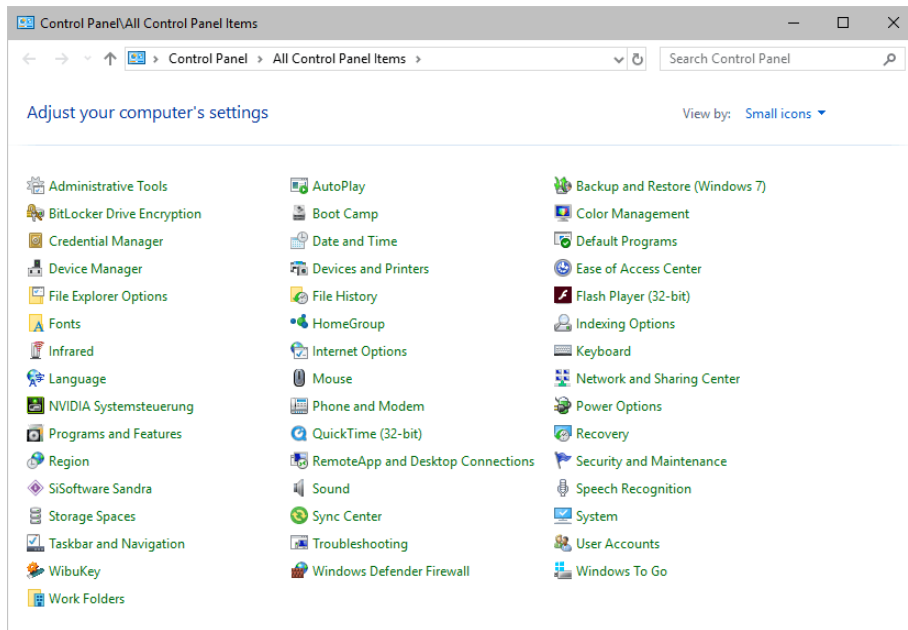 Control Panel\All Control Panel Items
Control Panel > All Control Panel Items >
Search Control Panel
Adjust your computer's settings
View by: Small icons
Administrative Tools AutoPlay Backup and Restore (Windows 7)
BitLocker Drive Encryption Boot Camp Color Management
Credential Manager Date and Time Default Programs
Device Manager Devices and Printers Ease of Access Center
File Explorer Options File History Flash Player (32-bit)
Fonts HomeGroup Indexing Options
Infrared Internet Options Keyboard
Language Mouse Network and Sharing Center
NVIDIA Systemsteuerung Phone and Modem Power Options
Programs and Features QuickTime (32-bit) Recovery
Region RemoteApp and Desktop Connections Security and Maintenance
SiSoftware Sandra Sound Speech Recognition
Storage Spaces Sync Center System
Taskbar and Navigation Troubleshooting User Accounts
WibuKey Windows Defender Firewall Windows To Go
Work Folders